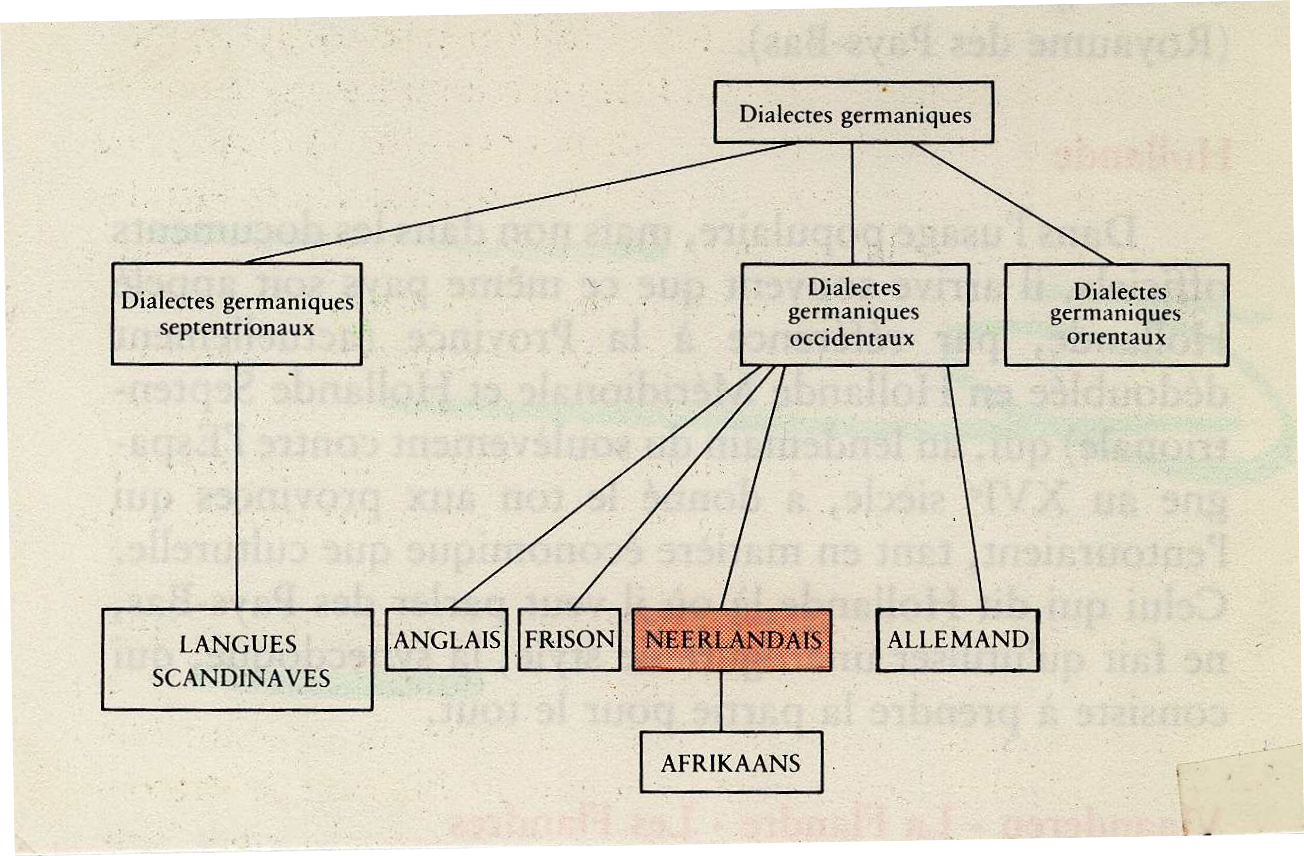 Dialectes germaniques
Dialectes germaniques
septentrionaux
Dialectes
germaniques
occidentaux
Dialectes
germaniques
orientaux
LANGUES
SCANDINAVES
ANGLAIS
FRISON
NEERLANDAIS
ALLEMAND
AFRIKAANS